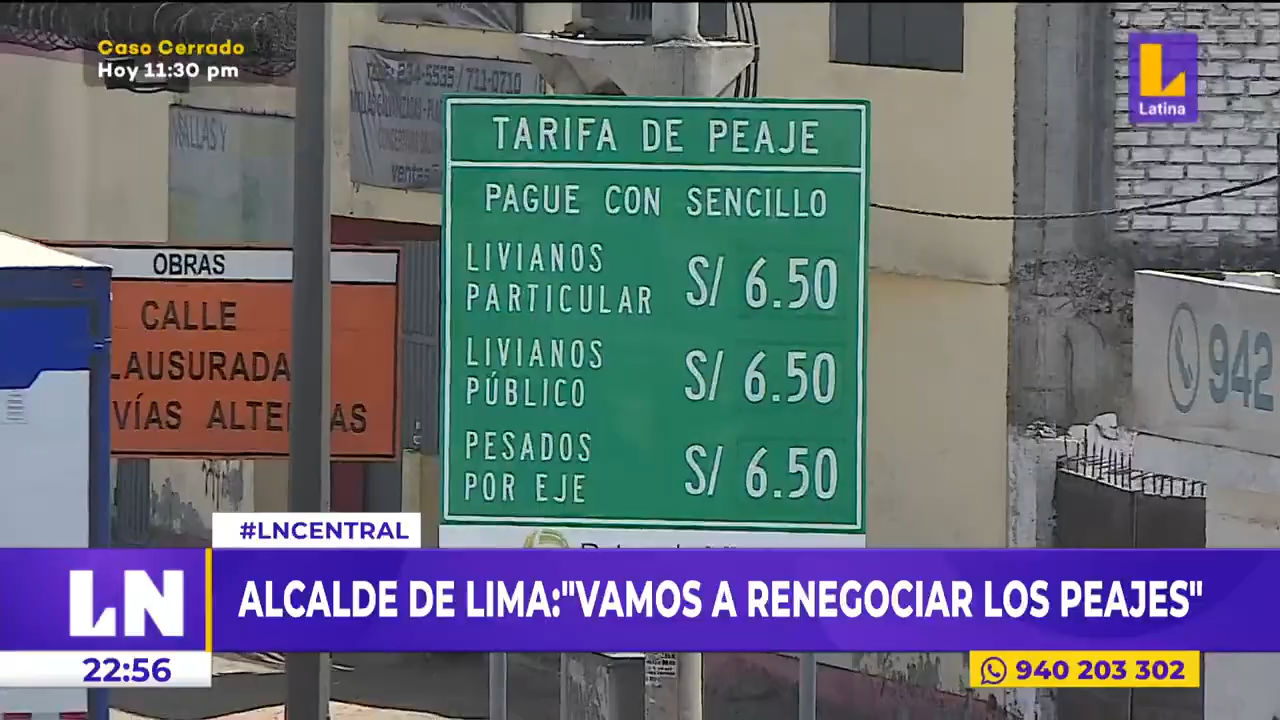 Caso Cerrado
Hoy 11:30 pm
L
Latina
TARIFA DE PEAJE
PAGUE CON SENCILLO
LIVIANOS
PARTICULAR
S/ 6.50
LIVIANOS
PÚBLICO
S/ 6.50
PESADOS
POR EJE
S/ 6.50
OBRAS
CALLE
LAUSURADA
VÍAS ALTE AS
942
#LNCENTRAL
LN
ALCALDE DE LIMA:"VAMOS A RENEGOCIAR LOS PEAJES"
22:56
940 203 302